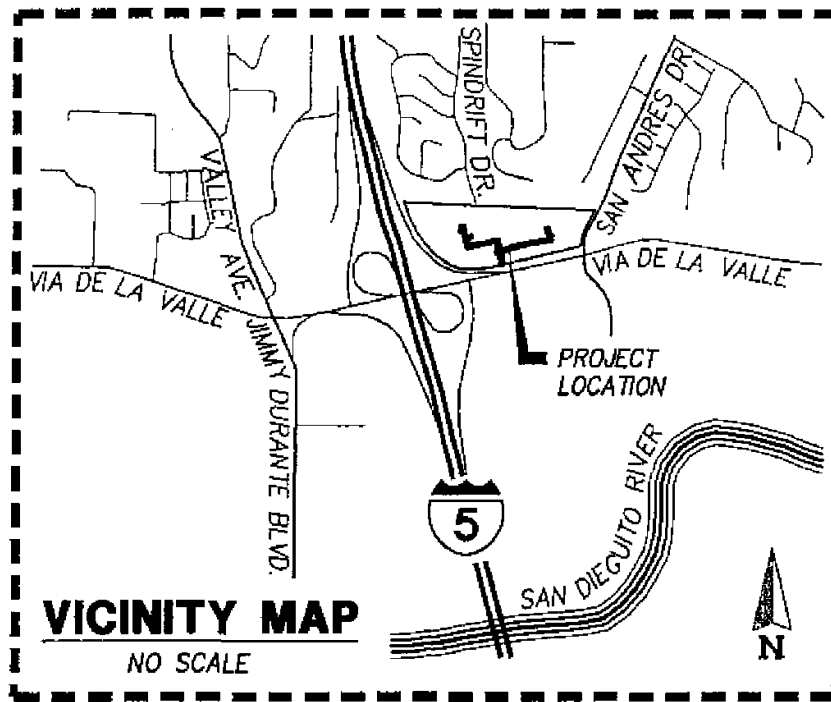 SPINDRIFT DR.
SAN ANDRES DR
VALLEY AVE.
VIA DE LA VALLE
VIA DE LA VALLE
JIMMY DURANTE BLVD.
PROJECT
LOCATION
5
SAN DIEGUITO RIVER
VICINITY MAP
NO SCALE
N